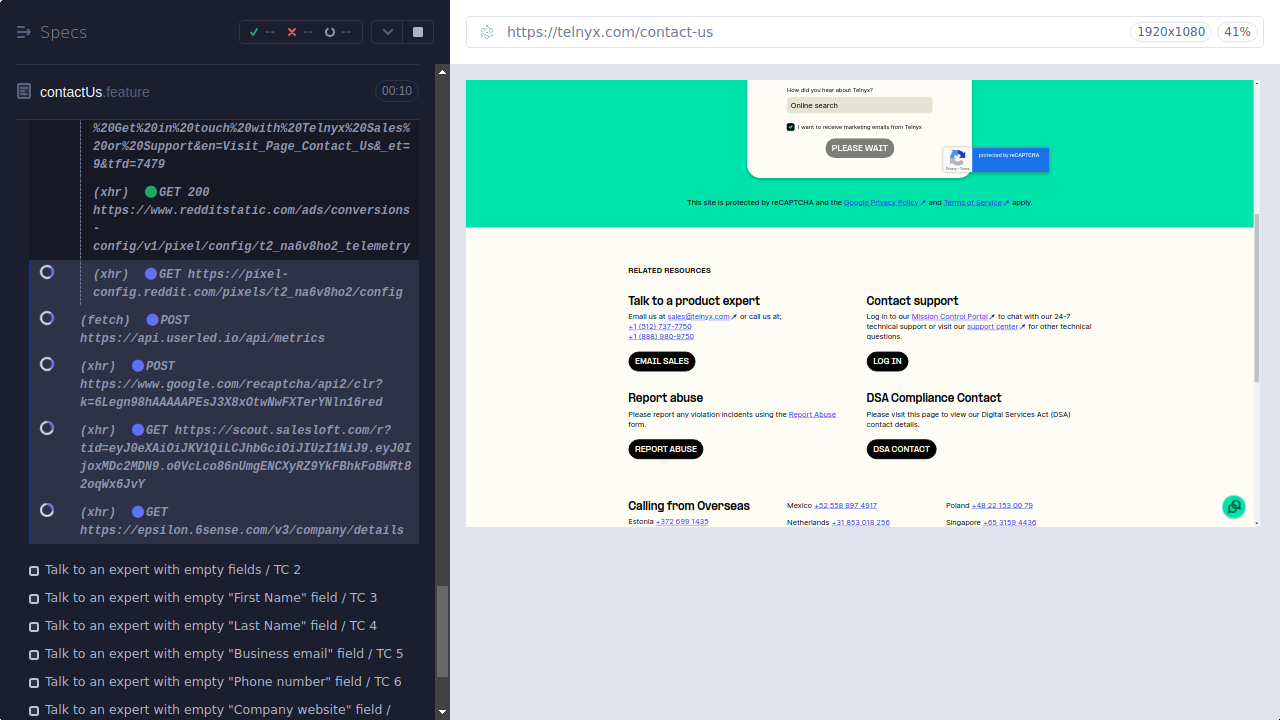 Specs
--
--
--
https://telnyx.com/contact-us
1920x1080
41%
contactUs.feature
00:10
%20Get%20in%20touch%20with%20Telnyx%20Sales%
20or%20Support&en=Visit_Page_Contact_Us&_et=
9&tfd=7479
(xhr) GET 200
https://www.redditstatic.com/ads/conversions
-
config/v1/pixel/config/t2_na6v8ho2_telemetry
(xhr) GET https://pixel-
config.reddit.com/pixels/t2_na6v8ho2/config
(fetch) POST
https://api.userled.io/api/metrics
(xhr) POST
https://www.google.com/recaptcha/api2/clr?
k=6Legn98hAAAAAPEsJ3X8xOtwNwFXTerYNln16red
(xhr) GET https://scout.salesloft.com/r?
tid=eyJ0eXAiOiJKV1QiLCJhbGciOiJIUzI1NiJ9.eyJ0I
joxMDc2MDN9.o0VcLco86nUmgENCXyRZ9YkFBhkFoBWRt8
2oqWx6JvY
(xhr) GET
https://epsilon.6sense.com/v3/company/details
Talk to an expert with empty fields / TC 2
Talk to an expert with empty "First Name" field / TC 3
Talk to an expert with empty "Last Name" field / TC 4
Talk to an expert with empty "Business email" field / TC 5
Talk to an expert with empty "Phone number" field / TC 6
Talk to an expert with empty "Company website" field /
How did you hear about Telnyx?
Online search
I want to receive marketing emails from Telnyx
PLEASE WAIT
protected by reCAPTCHA
Privacy - Terms
This site is protected by reCAPTCHA and the Google Privacy Policy and Terms of Service apply.
RELATED RESOURCES
Talk to a product expert
Email us at sales@telnyx.com or call us at;
+1 (512) 737-7750
+1 (888) 980-9750
EMAIL SALES
Contact support
Log in to our Mission Control Portal to chat with our 24-7
technical support or visit our support center for other technical
questions.
LOG IN
Report abuse
Please report any violation incidents using the Report Abuse
form.
REPORT ABUSE
DSA Compliance Contact
Please visit this page to view our Digital Services Act (DSA)
contact details.
DSA CONTACT
Calling from Overseas
Estonia +372 699 1435
Mexico +52 558 897 4917
Netherlands +31 853 018 256
Poland +48 22 153 00 79
Singapore +65 3159 4436